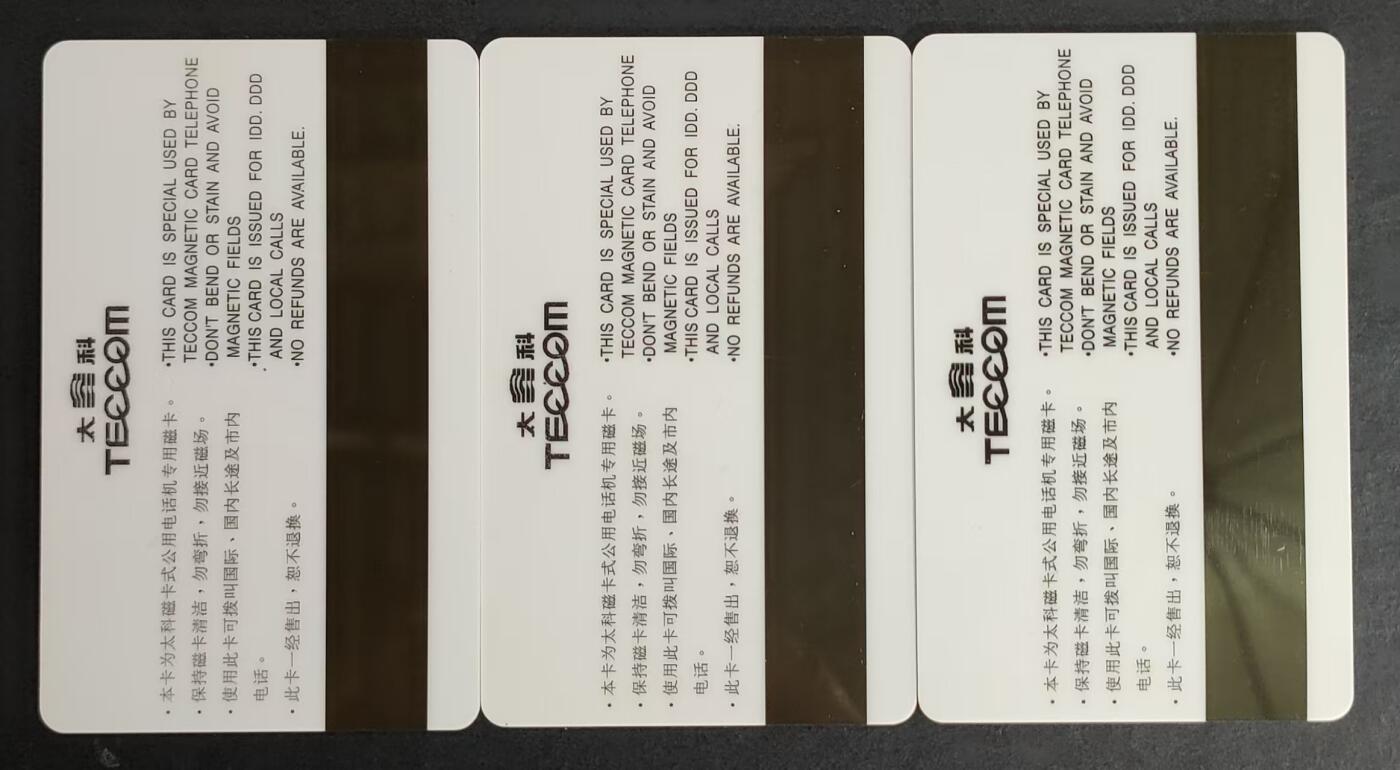 太 科
TECCOM
• 本卡为太科磁卡式公用电话机专用磁卡。
• 保持磁卡清洁，勿弯折，勿接近磁场。
• 使用此卡可拨叫国际、国内长途及市内
电话。
• 此卡一经售出，恕不退换。
•THIS CARD IS SPECIAL USED BY
TECCOM MAGNETIC CARD TELEPHONE
•DON'T BEND OR STAIN AND AVOID
MAGNETIC FIELDS
•THIS CARD IS ISSUED FOR IDD. DDD
AND LOCAL CALLS
•NO REFUNDS ARE AVAILABLE.
太 科
TECCOM
• 本卡为太科磁卡式公用电话机专用磁卡。
• 保持磁卡清洁，勿弯折，勿接近磁场。
• 使用此卡可拨叫国际、国内长途及市内
电话。
• 此卡一经售出，恕不退换。
•THIS CARD IS SPECIAL USED BY
TECCOM MAGNETIC CARD TELEPHONE
•DON'T BEND OR STAIN AND AVOID
MAGNETIC FIELDS
•THIS CARD IS ISSUED FOR IDD. DDD
AND LOCAL CALLS
•NO REFUNDS ARE AVAILABLE.
太 科
TECCOM
• 本卡为太科磁卡式公用电话机专用磁卡。
• 保持磁卡清洁，勿弯折，勿接近磁场。
• 使用此卡可拨叫国际、国内长途及市内
电话。
• 此卡一经售出，恕不退换。
•THIS CARD IS SPECIAL USED BY
TECCOM MAGNETIC CARD TELEPHONE
•DON'T BEND OR STAIN AND AVOID
MAGNETIC FIELDS
•THIS CARD IS ISSUED FOR IDD. DDD
AND LOCAL CALLS
•NO REFUNDS ARE AVAILABLE.